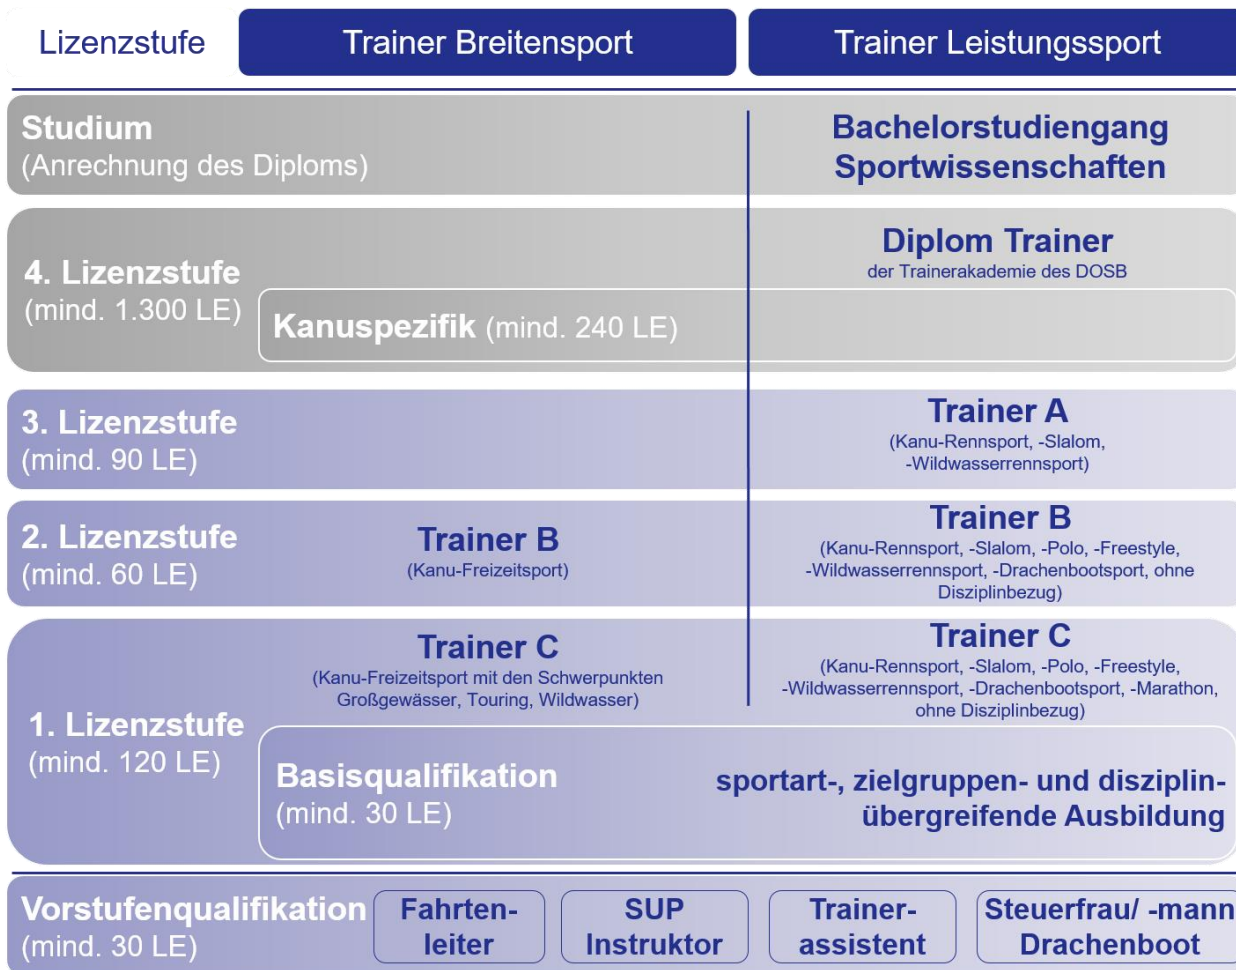 Lizenzstufe
Trainer Breitensport
Trainer Leistungssport
Studium
(Anrechnung des Diploms)
Bachelorstudiengang
Sportwissenschaften
4. Lizenzstufe
(mind. 1.300 LE)
Diplom Trainer
der Trainerakademie des DOSB
Kanuspezifik (mind. 240 LE)
3. Lizenzstufe
(mind. 90 LE)
Trainer A
(Kanu-Rennsport, -Slalom,
-Wildwasserrennsport)
2. Lizenzstufe
(mind. 60 LE)
Trainer B
(Kanu-Freizeitsport)
Trainer B
(Kanu-Rennsport, -Slalom, -Polo, -Freestyle,
-Wildwasserrennsport, -Drachenbootsport, ohne
Disziplinbezug)
1. Lizenzstufe
(mind. 120 LE)
Trainer C
(Kanu-Freizeitsport mit den Schwerpunkten
Großgewässer, Touring, Wildwasser)
Trainer C
(Kanu-Rennsport, -Slalom, -Polo, -Freestyle,
-Wildwasserrennsport, -Drachenbootsport, -Marathon,
ohne Disziplinbezug)
Basisqualifikation
(mind. 30 LE)
sportart-, zielgruppen- und disziplin-
übergreifende Ausbildung
Vorstufenqualifikation
(mind. 30 LE)
Fahrten-
leiter
SUP
Instruktor
Trainer-
assistent
Steuerfrau/ -mann
Drachenboot